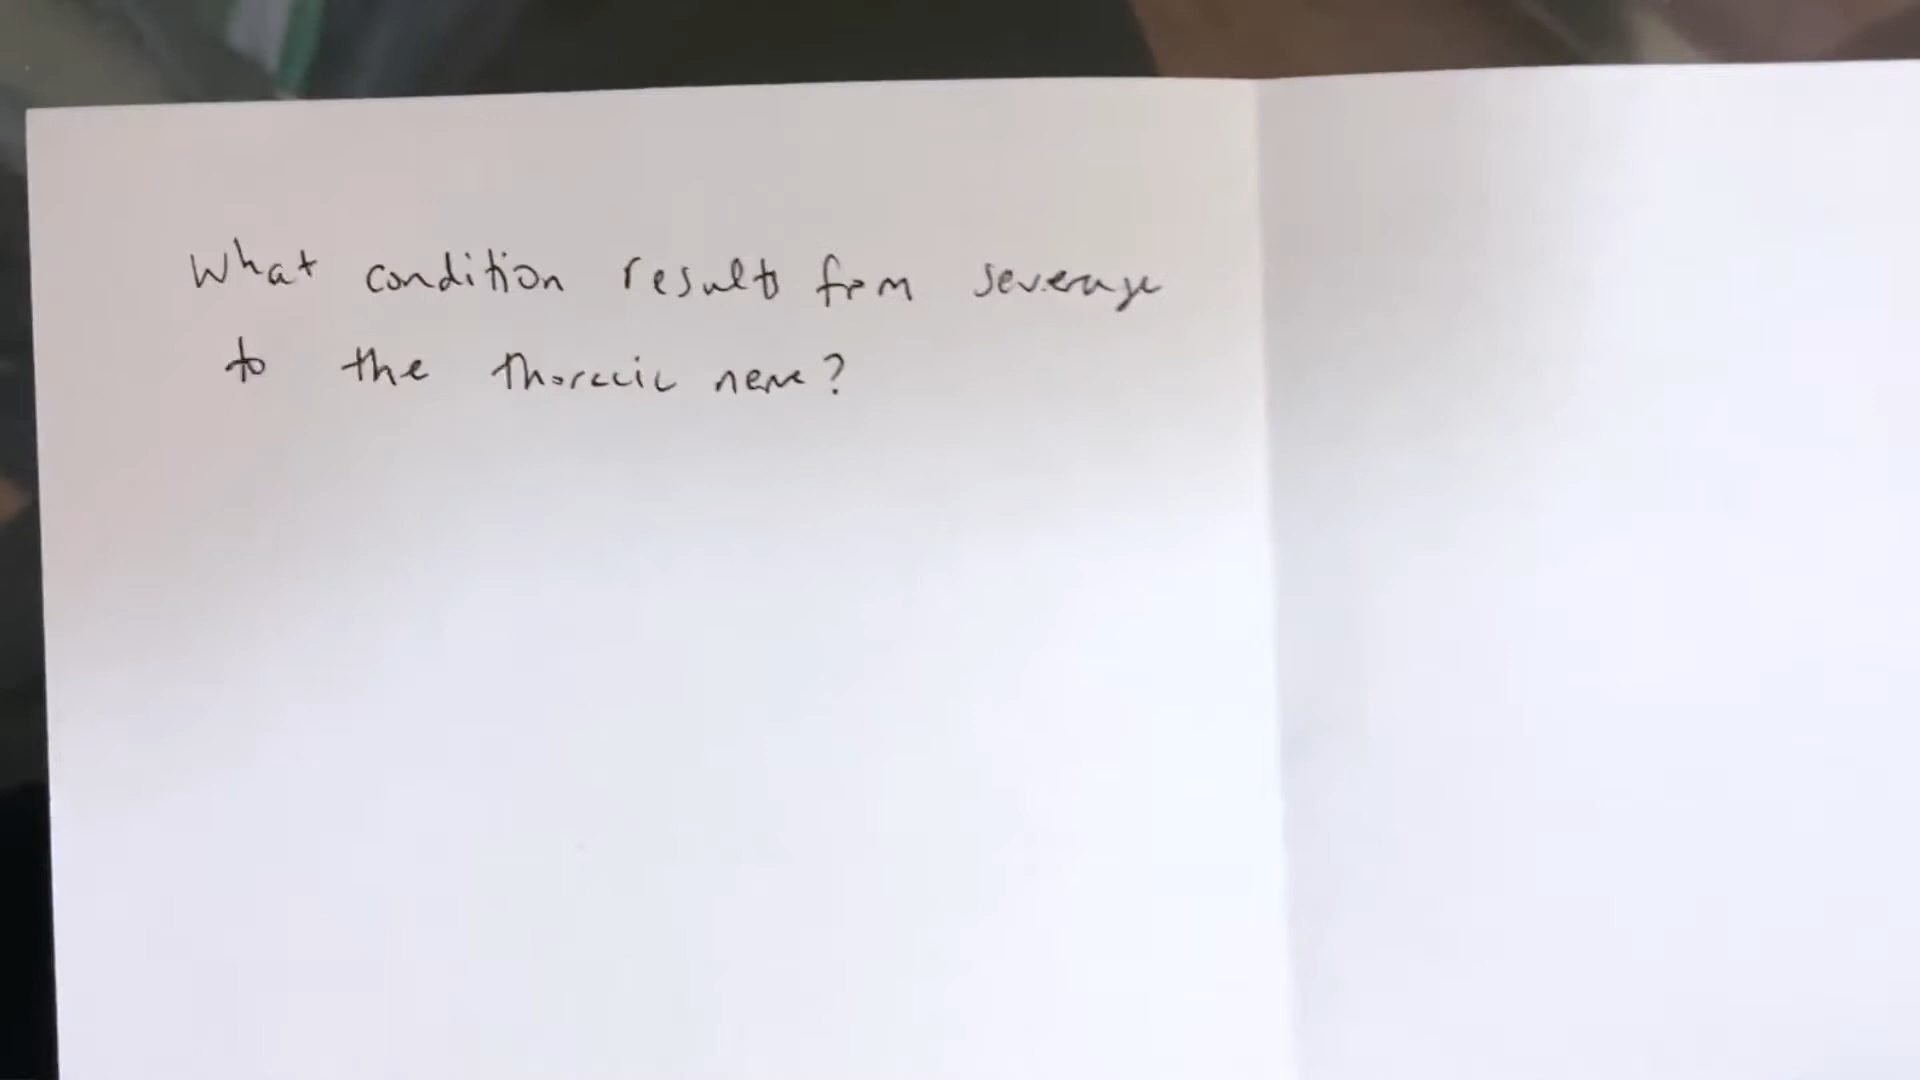 What condition results from severage
to the thoracic nerve?